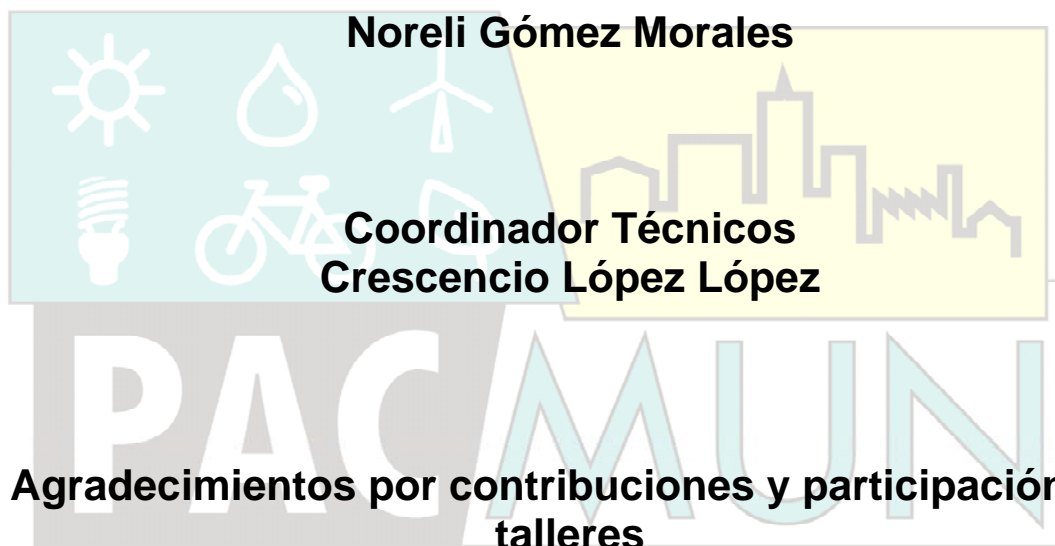 Noreli Gómez Morales
Coordinador Técnicos
Crescencio López López
PACMUN
Agradecimientos por contribuciones y participación
talleres